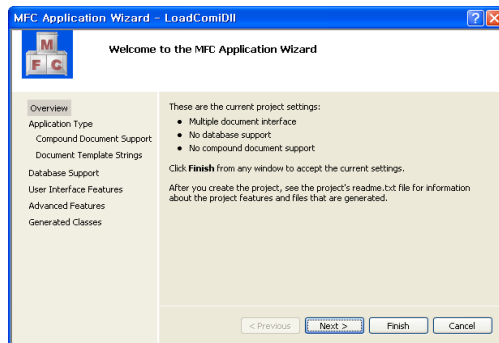 MFC Application Wizard - LoadComiDll
M
F C
Welcome to the MFC Application Wizard
Overview
Application Type
Compound Document Support
Document Template Strings
Database Support
User Interface Features
Advanced Features
Generated Classes
These are the current project settings:
• Multiple document interface
• No database support
• No compound document support
Click Finish from any window to accept the current settings.
After you create the project, see the project's readme.txt file for information
about the project features and files that are generated.
< Previous
Next >
Finish
Cancel